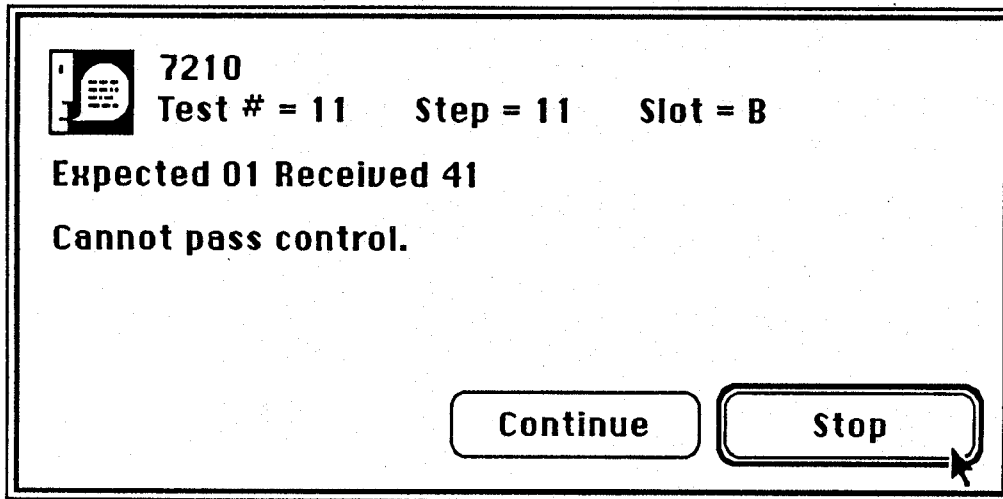 7210
Test # = 11 Step = 11 Slot = B
Expected 01 Received 41
Cannot pass control.
Continue Stop